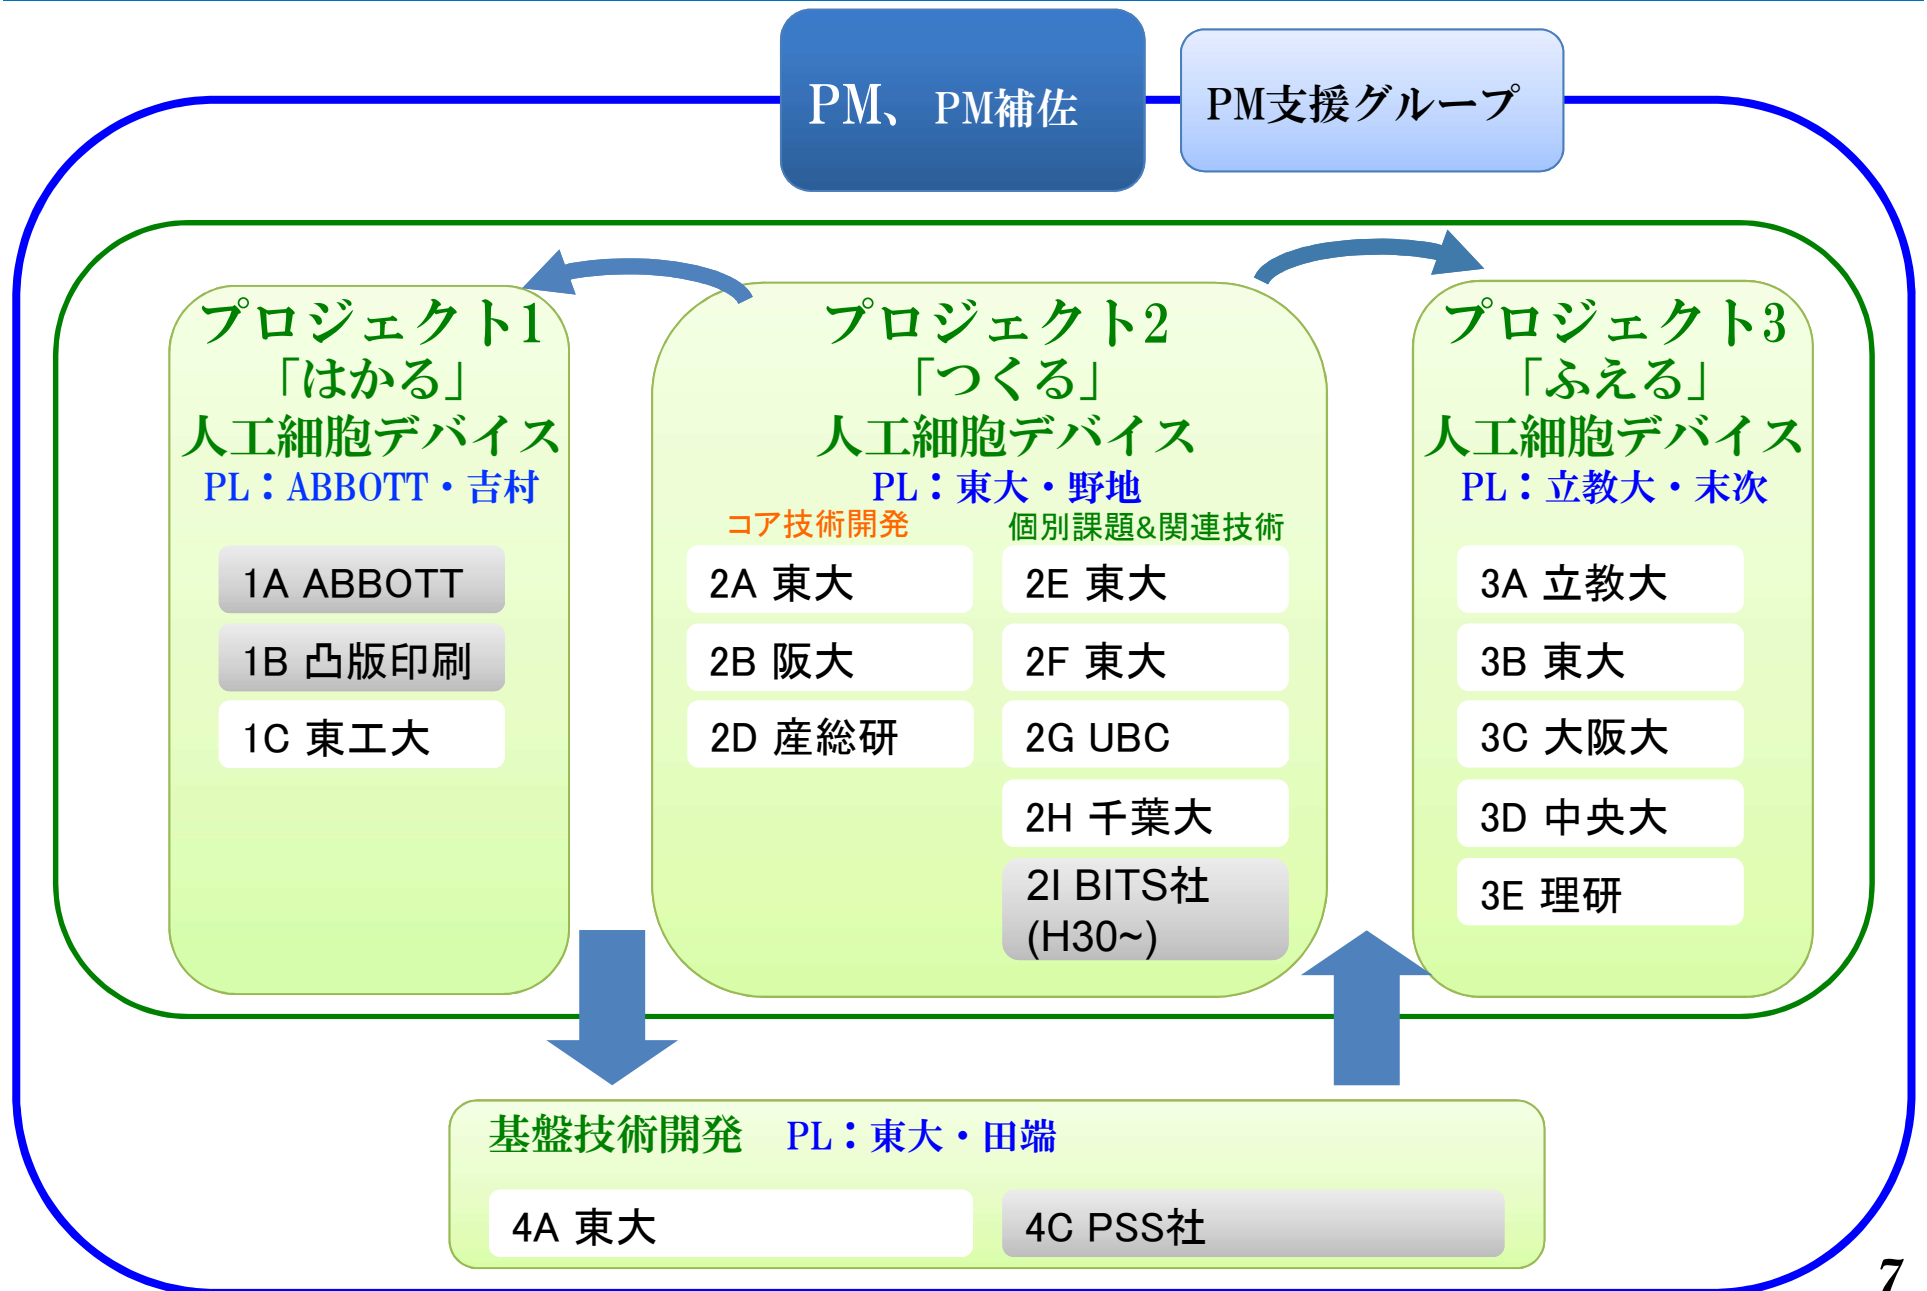 PM、PM補佐
PM支援グループ
プロジェクト1
「はかる」
人工細胞デバイス
PL：ABBOTT・吉村
1A ABBOTT
1B 凸版印刷
1C 東工大
プロジェクト2
「つくる」
人工細胞デバイス
PL：東大・野地
コア技術開発
2A 東大
2B 阪大
2D 産総研
個別課題&関連技術
2E 東大
2F 東大
2G UBC
2H 千葉大
2I BITS社
(H30~)
プロジェクト3
「ふえる」
人工細胞デバイス
PL：立教大・末次
3A 立教大
3B 東大
3C 大阪大
3D 中央大
3E 理研
基盤技術開発　PL：東大・田端
4A 東大
4C PSS社
7